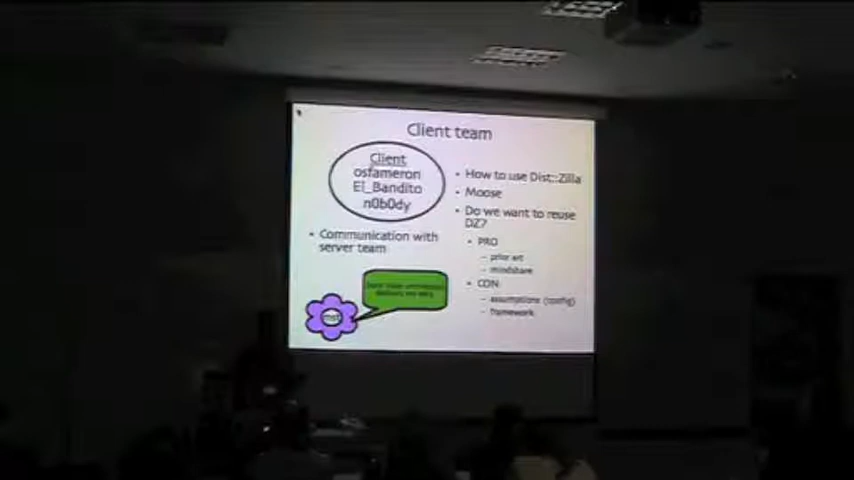 Client team
Client
osfameron
El_Bandito
n0b0dy
• Communication with
server team
mst
• How to use Dist::Zilla
• Moose
• Do we want to reuse
DZ?
• PRO
– prior art
– mindshare
• CON
– assumptions (config)
– framework